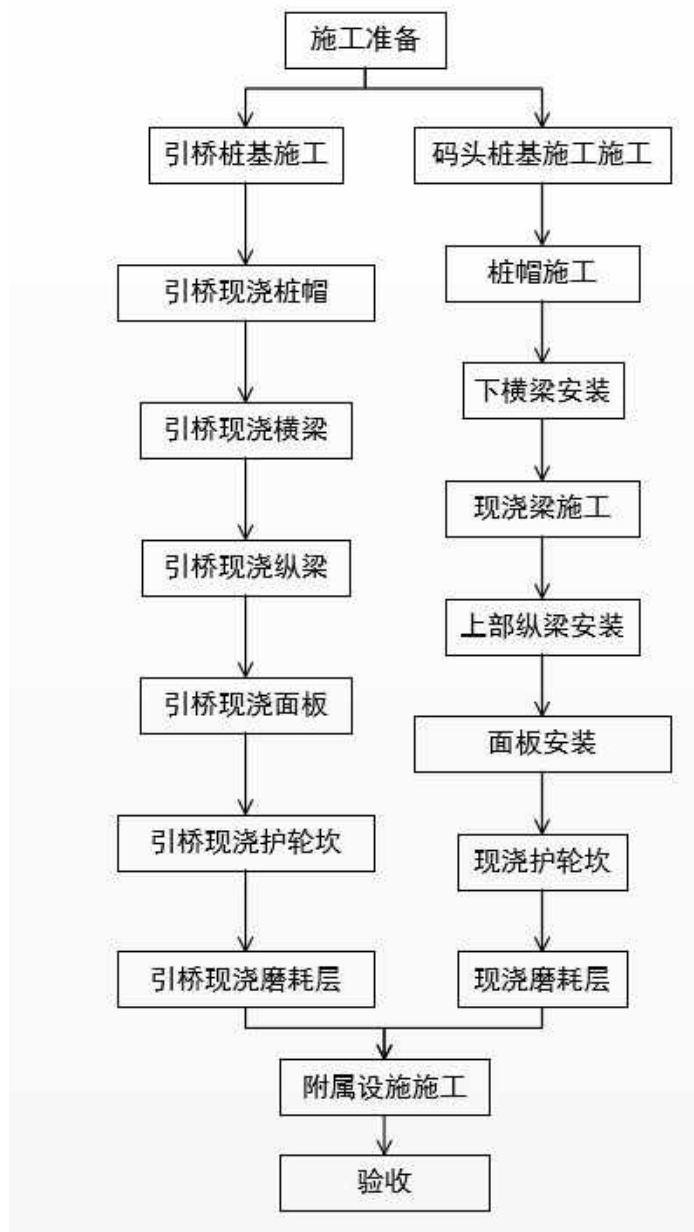 施工准备
引桥桩基施工
码头桩基施工施工
引桥现浇桩帽
桩帽施工
下横梁安装
引桥现浇横梁
现浇梁施工
引桥现浇纵梁
上部纵梁安装
引桥现浇面板
面板安装
引桥现浇护轮坎
现浇护轮坎
引桥现浇磨耗层
现浇磨耗层
附属设施施工
验收